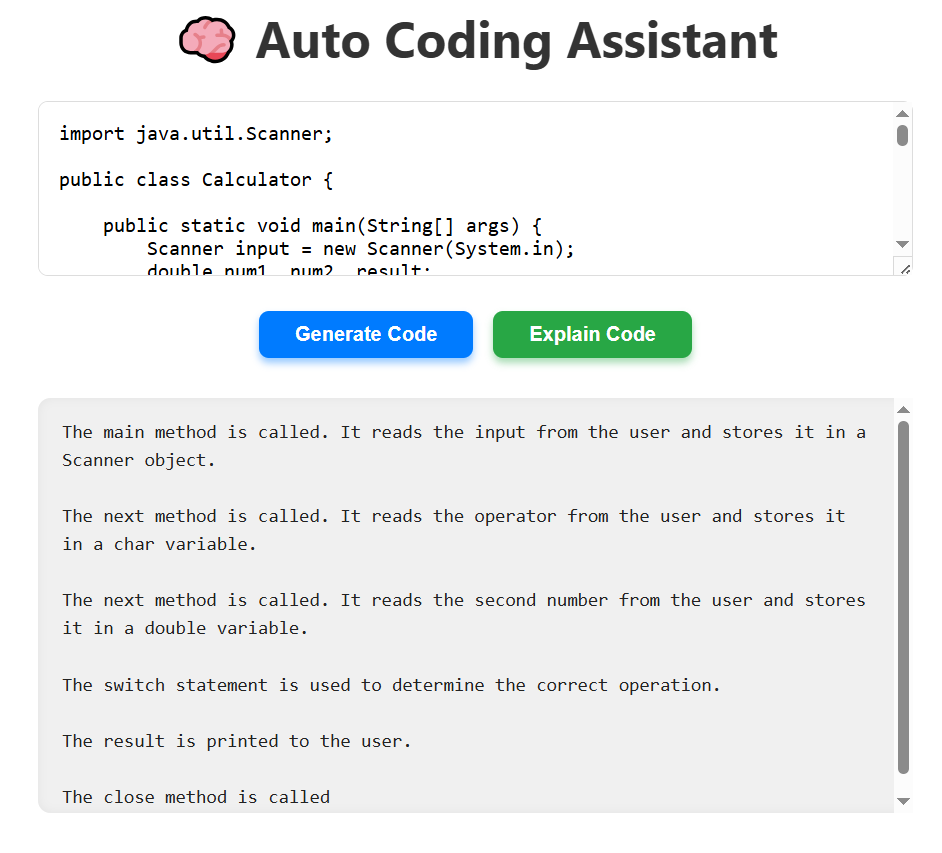 Auto Coding Assistant
import java.util.Scanner;
public class Calculator {
public static void main(String[] args) {
Scanner input = new Scanner(System.in);
double num1, num2, result;
Generate Code
Explain Code
The main method is called. It reads the input from the user and stores it in a
Scanner object.
The next method is called. It reads the operator from the user and stores it
in a char variable.
The next method is called. It reads the second number from the user and stores
it in a double variable.
The switch statement is used to determine the correct operation.
The result is printed to the user.
The close method is called